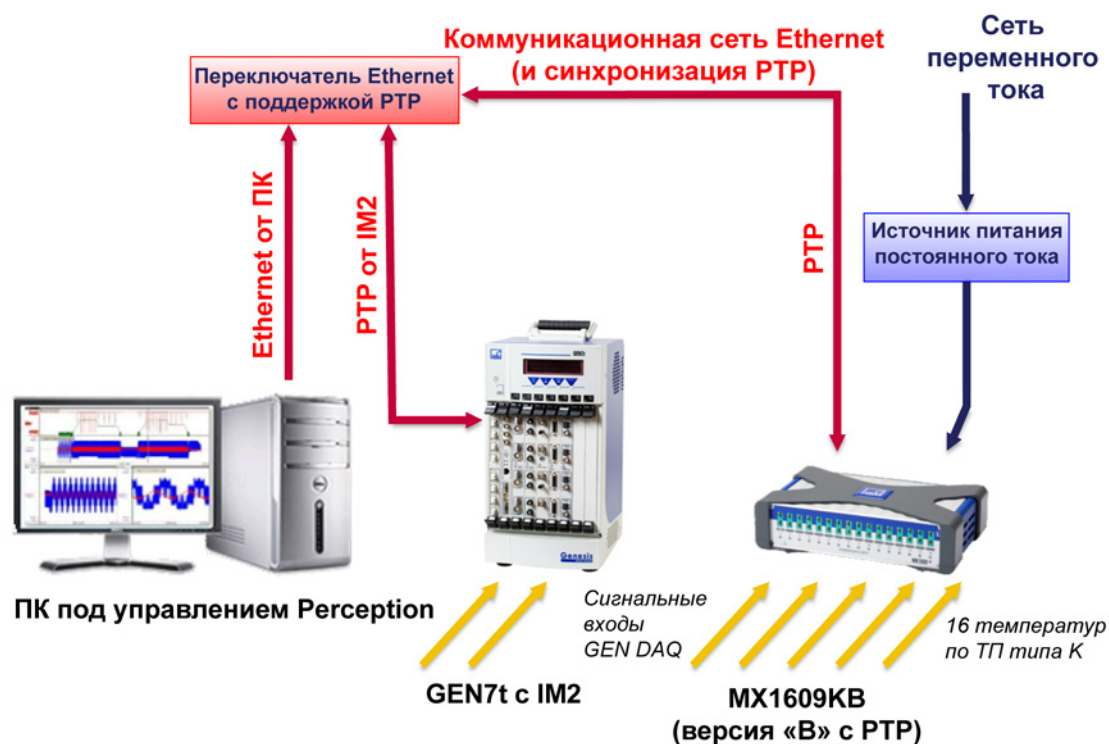 Коммуникационная сеть Ethernet
(и синхронизация PTP)
Сеть
переменного
тока
Переключатель Ethernet
с поддержкой PTP
Ethernet от ПК
PTP от IM2
PTP
Источник питания
постоянного тока
Genesis
ПК под управлением Perception
Сигнальные
входы
GEN DAQ
16 температур
по ТП типа K
GEN7t с IM2
MX1609KB
(версия «B» с PTP)